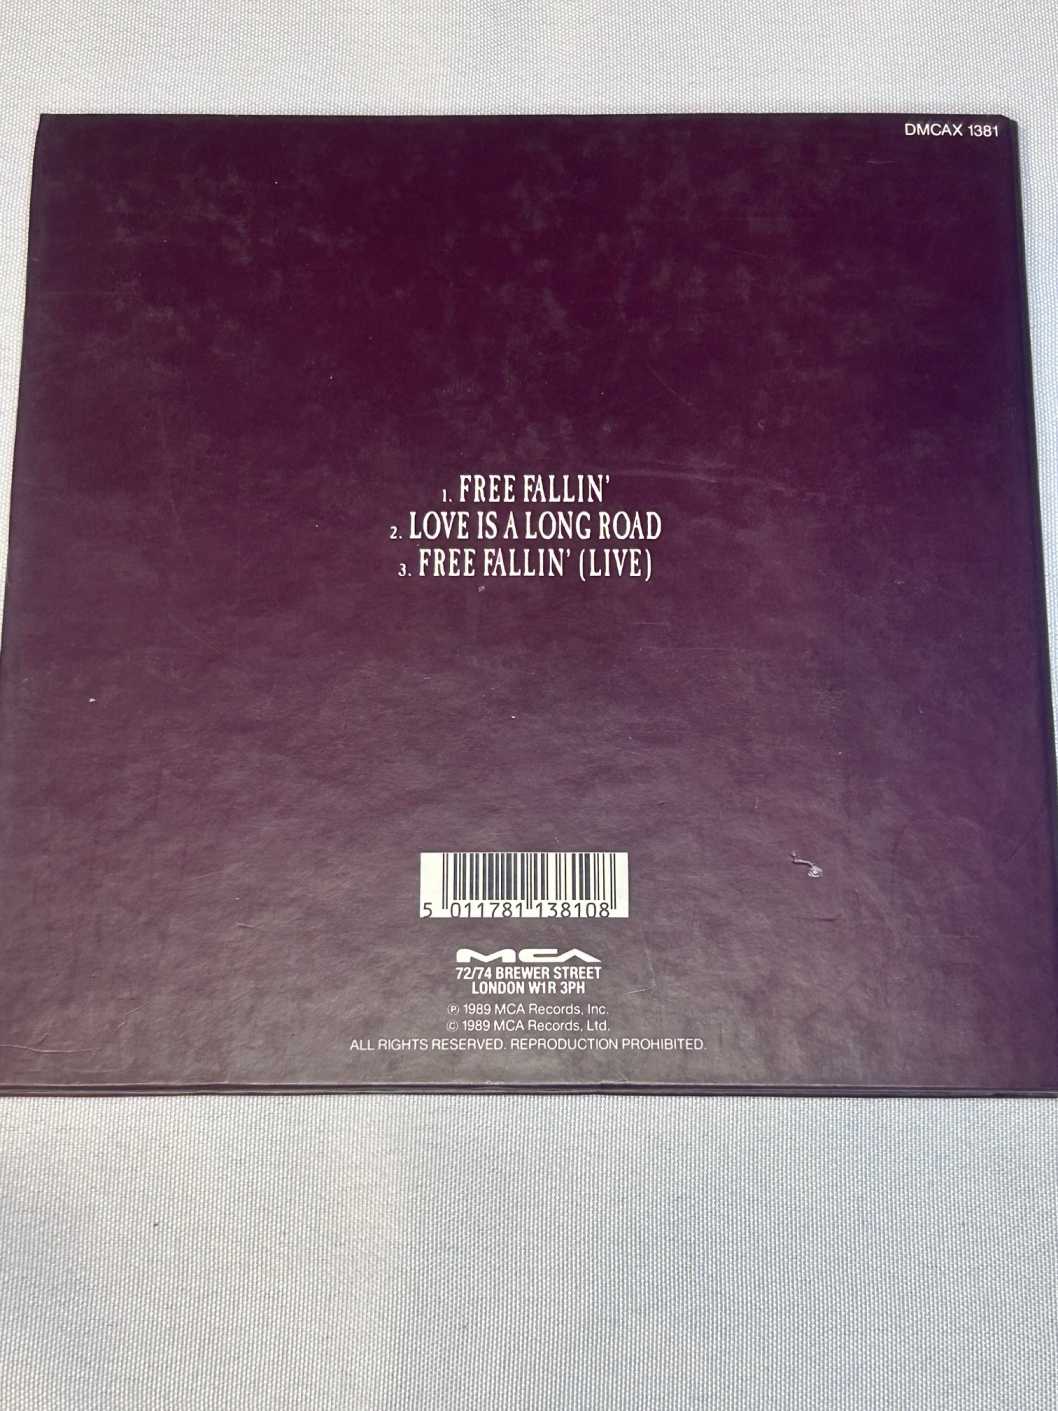 DMCAX 1381
1. FREE FALLIN'
2. LOVE IS A LONG ROAD
3. FREE FALLIN' (LIVE)
5 011781 138108
MCA
72/74 BREWER STREET
LONDON W1R 3PH
℗ 1989 MCA Records, Inc.
© 1989 MCA Records, Ltd.
ALL RIGHTS RESERVED. REPRODUCTION PROHIBITED.